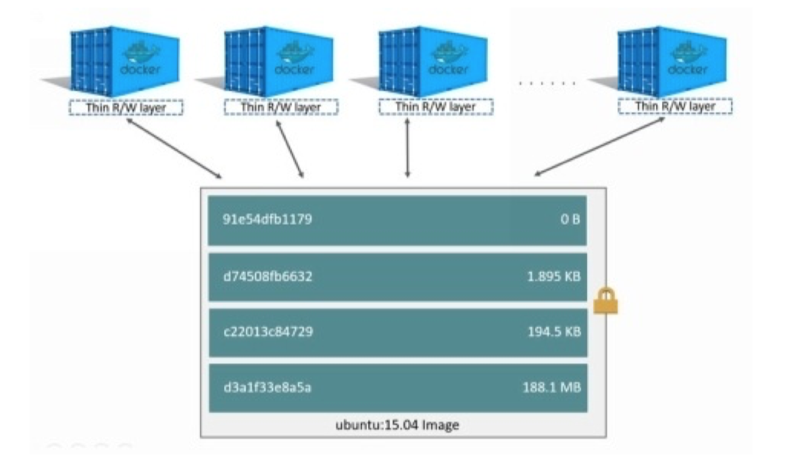 docker docker docker docker
Thin R/W layer Thin R/W layer Thin R/W layer ...... Thin R/W layer
91e54dfb1179 0 B
d74508fb6632 1.895 KB
c22013c84729 194.5 KB
d3a1f33e8a5a 188.1 MB
ubuntu:15.04 Image